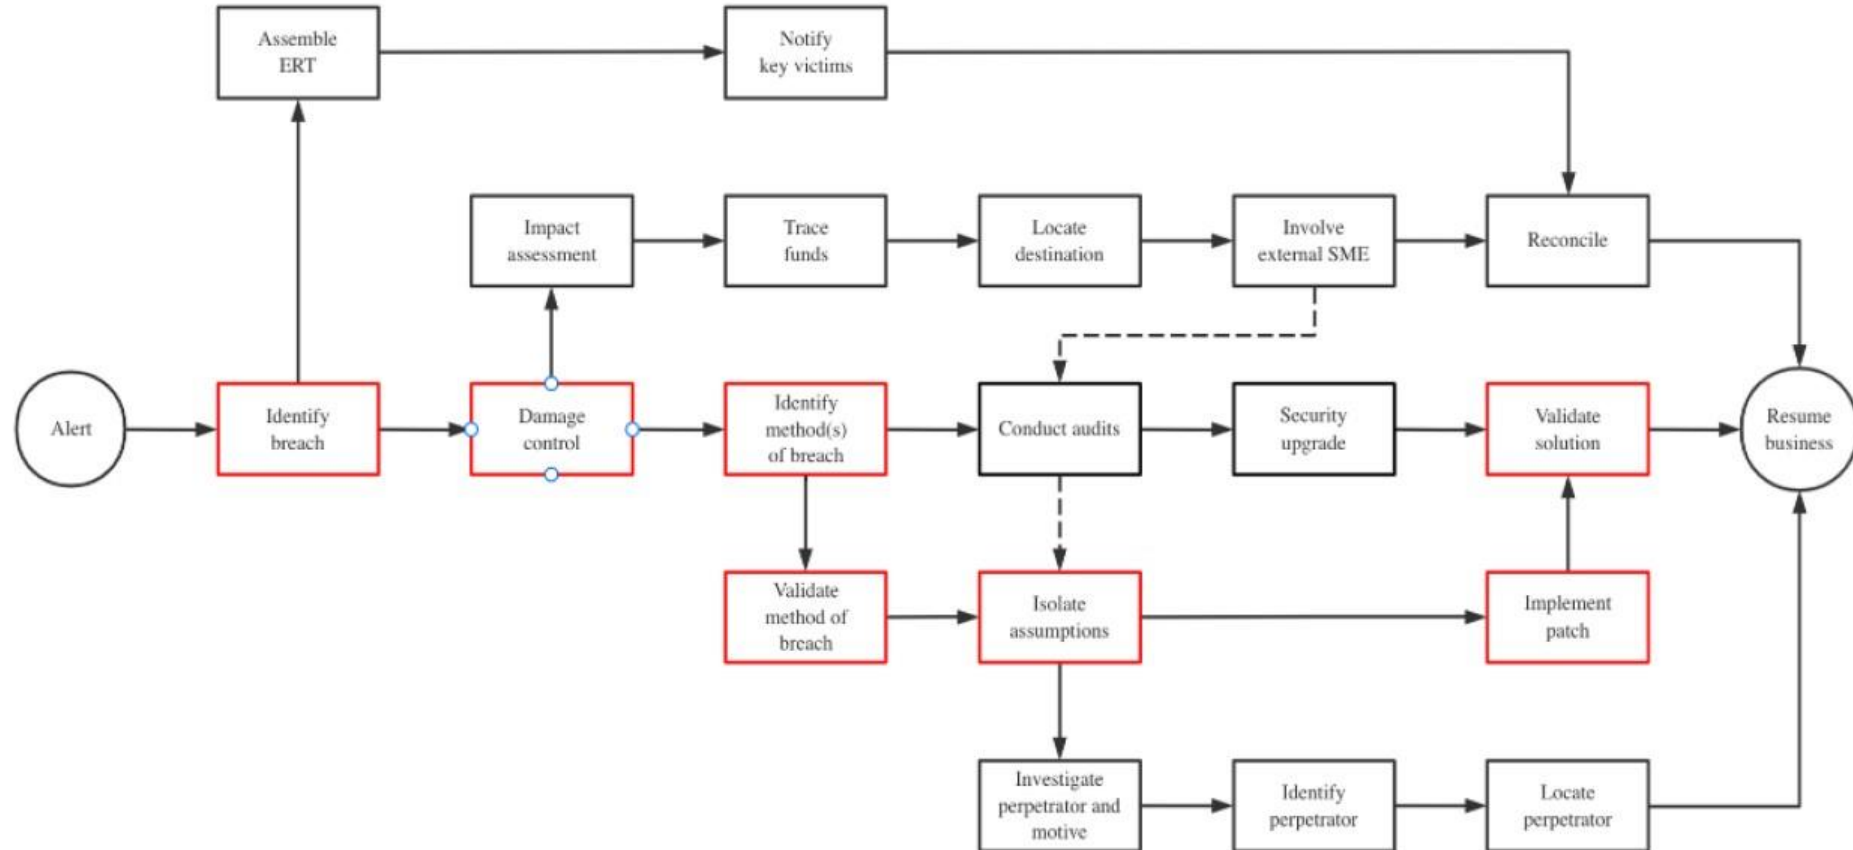 Assemble
ERT
Notify
key victims
Impact
assessment
Trace
funds
Locate
destination
Involve
external SME
Reconcile
Alert
Identify
breach
Damage
control
Identify
method(s)
of breach
Conduct audits
Security
upgrade
Validate
solution
Resume
business
Validate
method of
breach
Isolate
assumptions
Implement
patch
Investigate
perpetrator and
motive
Identify
perpetrator
Locate
perpetrator